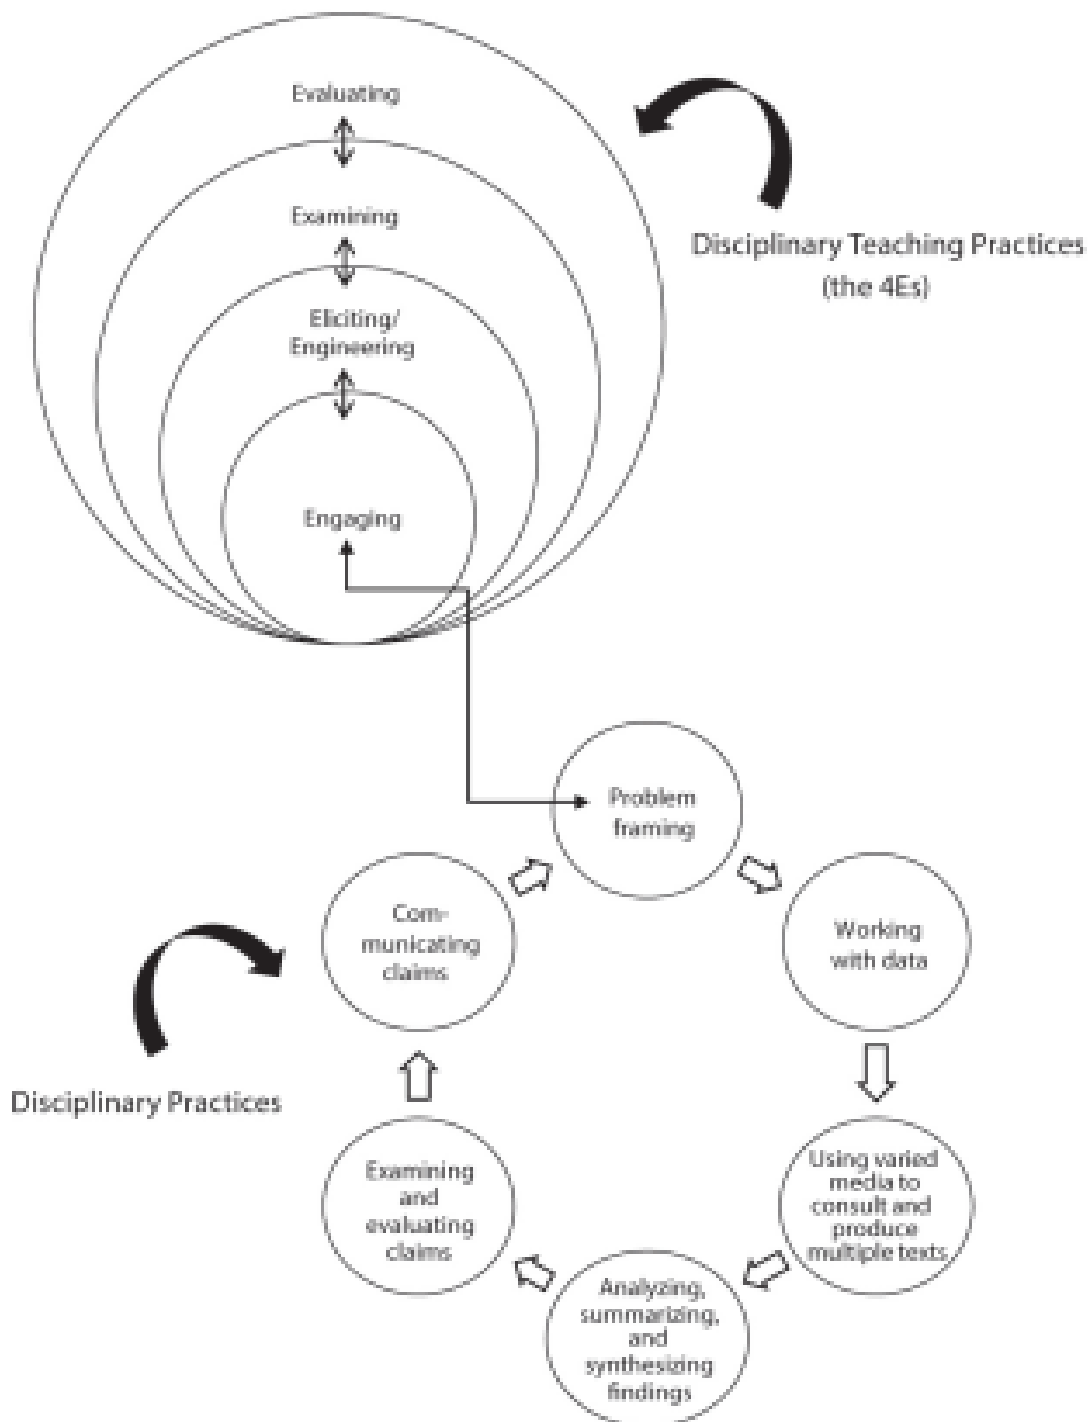 Evaluating
Examining
Eliciting/
Engineering
Engaging
Disciplinary Teaching Practices
(the 4Es)
Problem
framing
Working
with data
Using varied
media to
consult and
produce
multiple texts
Analyzing,
summarizing,
and
synthesizing
findings
Examining
and
evaluating
claims
Com-
municating
claims
Disciplinary Practices